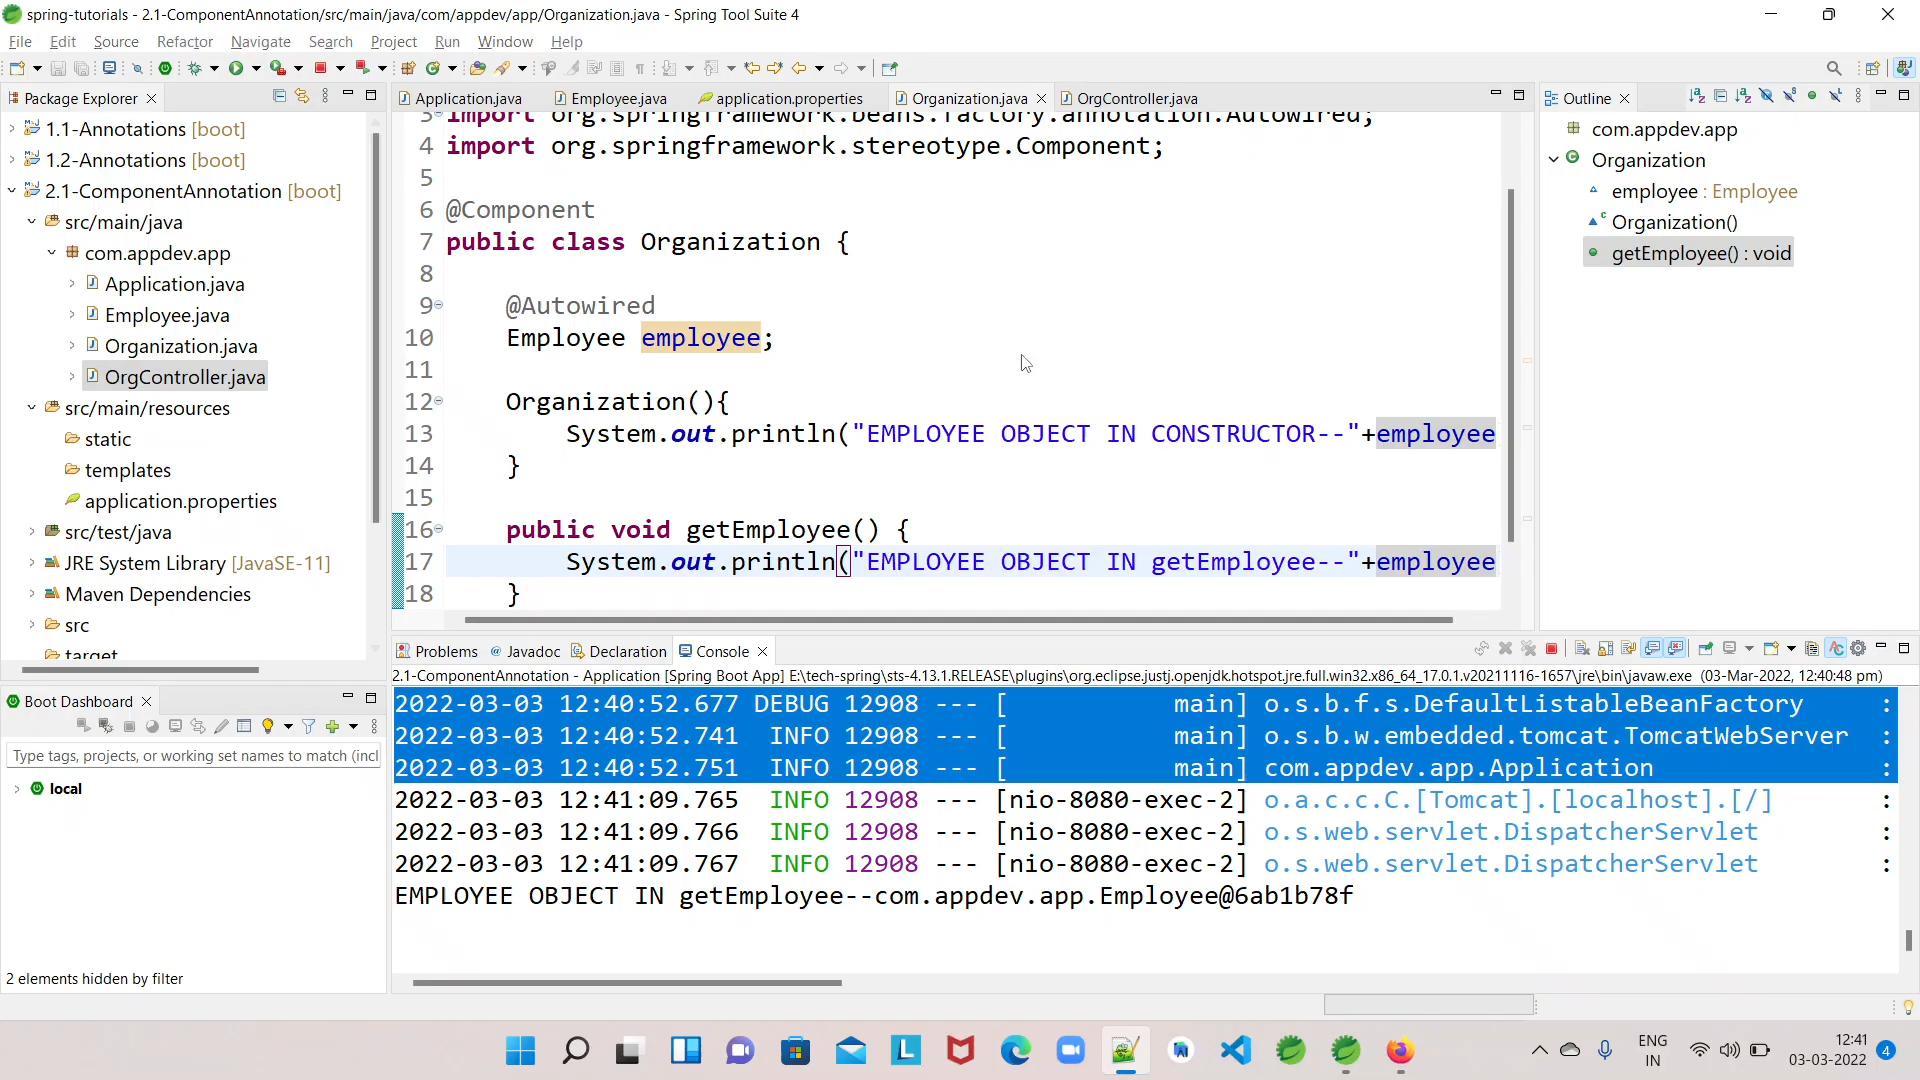 spring-tutorials - 2.1-ComponentAnnotation/src/main/java/com/appdev/app/Organization.java - Spring Tool Suite 4
File Edit Source Refactor Navigate Search Project Run Window Help
Package Explorer
1.1-Annotations [boot]
1.2-Annotations [boot]
2.1-ComponentAnnotation [boot]
src/main/java
com.appdev.app
Application.java
Employee.java
Organization.java
OrgController.java
src/main/resources
static
templates
application.properties
src/test/java
JRE System Library [JavaSE-11]
Maven Dependencies
src
target
Boot Dashboard
Type tags, projects, or working set names to match (incl
local
2 elements hidden by filter
Application.java Employee.java application.properties Organization.java OrgController.java
3 import org.springframework.beans.factory.annotation.Autowired;
4 import org.springframework.stereotype.Component;
5
6 @Component
7 public class Organization {
8
9 @Autowired
10 Employee employee;
11
12 Organization(){
13 System.out.println("EMPLOYEE OBJECT IN CONSTRUCTOR--"+employee
14 }
15
16 public void getEmployee() {
17 System.out.println("EMPLOYEE OBJECT IN getEmployee--"+employee
18 }
Outline
com.appdev.app
Organization
employee : Employee
Organization()
getEmployee() : void
Problems Javadoc Declaration Console
2.1-ComponentAnnotation - Application [Spring Boot App] E:\tech-spring\sts-4.13.1.RELEASE\plugins\org.eclipse.justj.openjdk.hotspot.jre.full.win32.x86_64_17.0.1.v20211116-1657\jre\bin\javaw.exe (03-Mar-2022, 12:40:48 pm)
2022-03-03 12:40:52.677 DEBUG 12908 --- [ main] o.s.b.f.s.DefaultListableBeanFactory :
2022-03-03 12:40:52.741 INFO 12908 --- [ main] o.s.b.w.embedded.tomcat.TomcatWebServer :
2022-03-03 12:40:52.751 INFO 12908 --- [ main] com.appdev.app.Application :
2022-03-03 12:41:09.765 INFO 12908 --- [nio-8080-exec-2] o.a.c.c.C.[Tomcat].[localhost].[/] :
2022-03-03 12:41:09.766 INFO 12908 --- [nio-8080-exec-2] o.s.web.servlet.DispatcherServlet :
2022-03-03 12:41:09.767 INFO 12908 --- [nio-8080-exec-2] o.s.web.servlet.DispatcherServlet :
EMPLOYEE OBJECT IN getEmployee--com.appdev.app.Employee@6ab1b78f
ENG
IN
12:41
03-03-2022
4